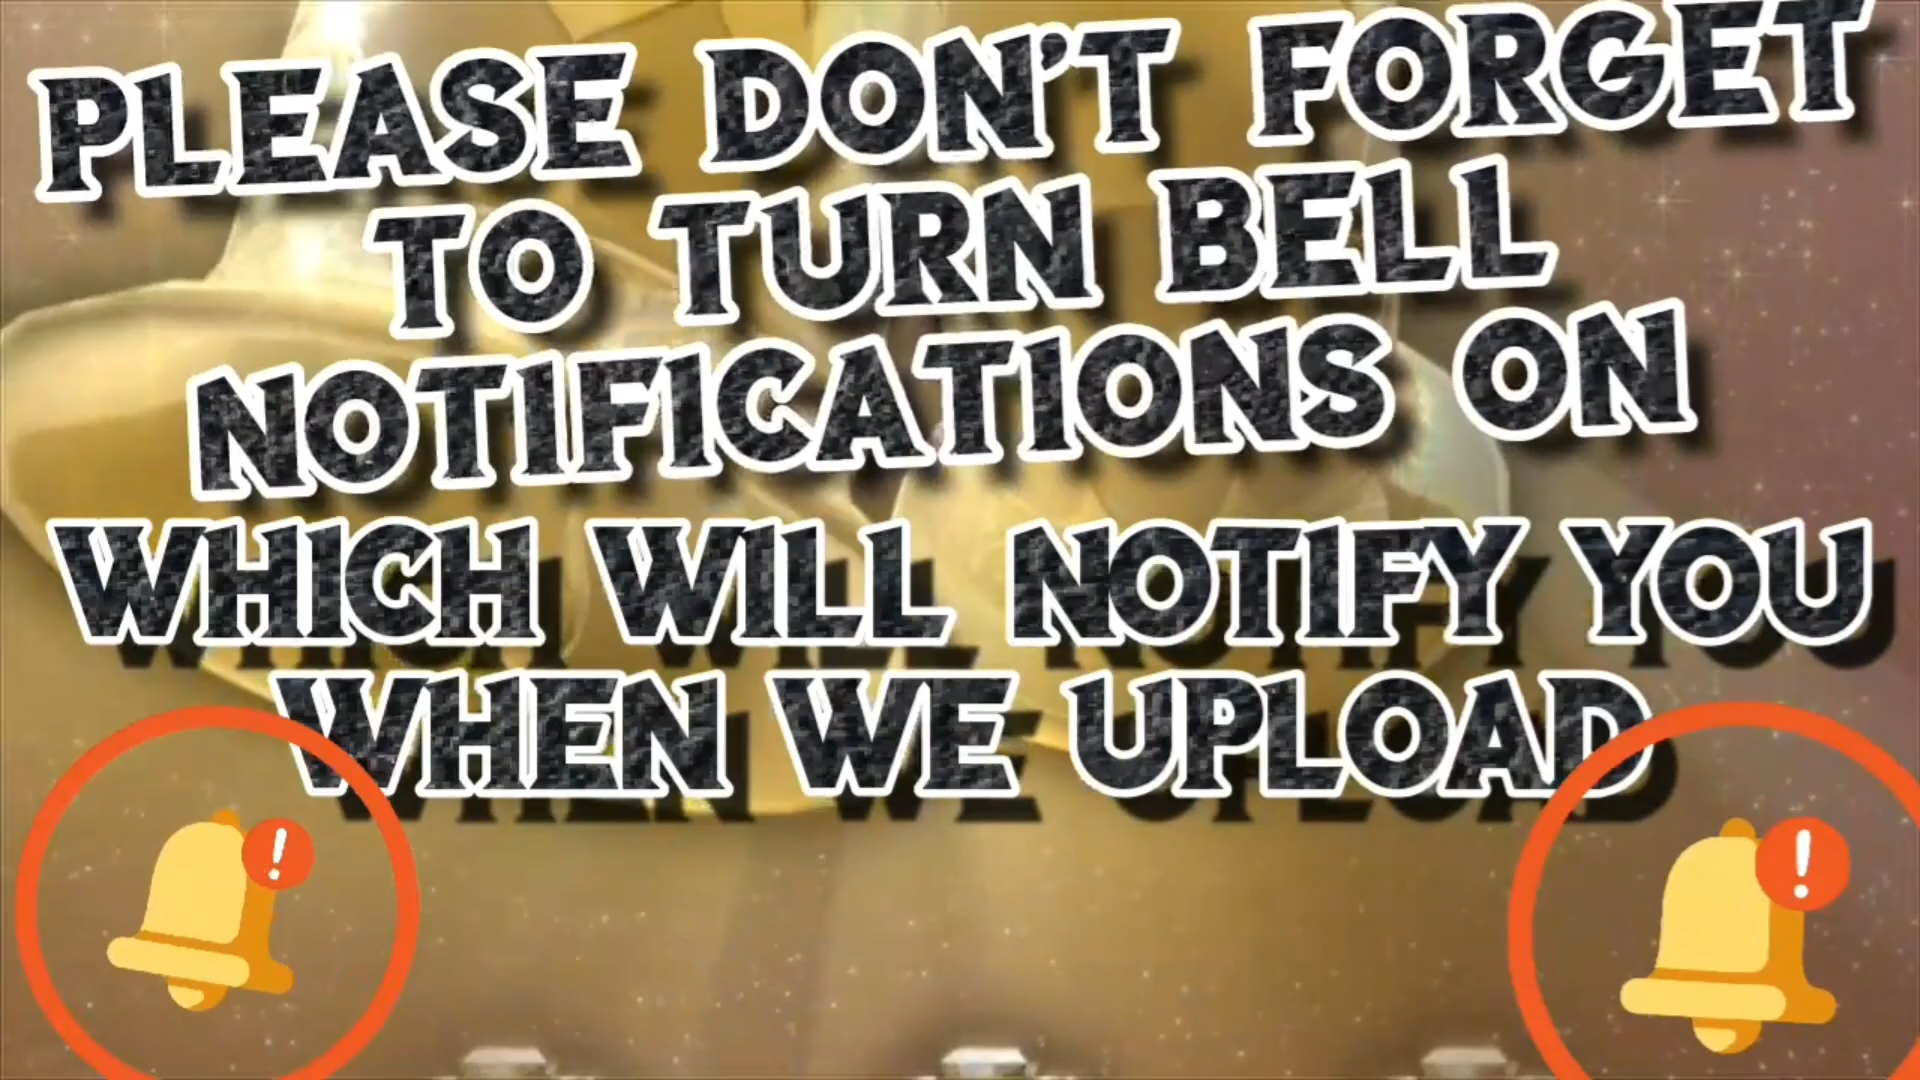 PLEASE DON'T FORGET
TO TURN BELL
NOTIFICATIONS ON
WHICH WILL NOTIFY YOU
WHEN WE UPLOAD